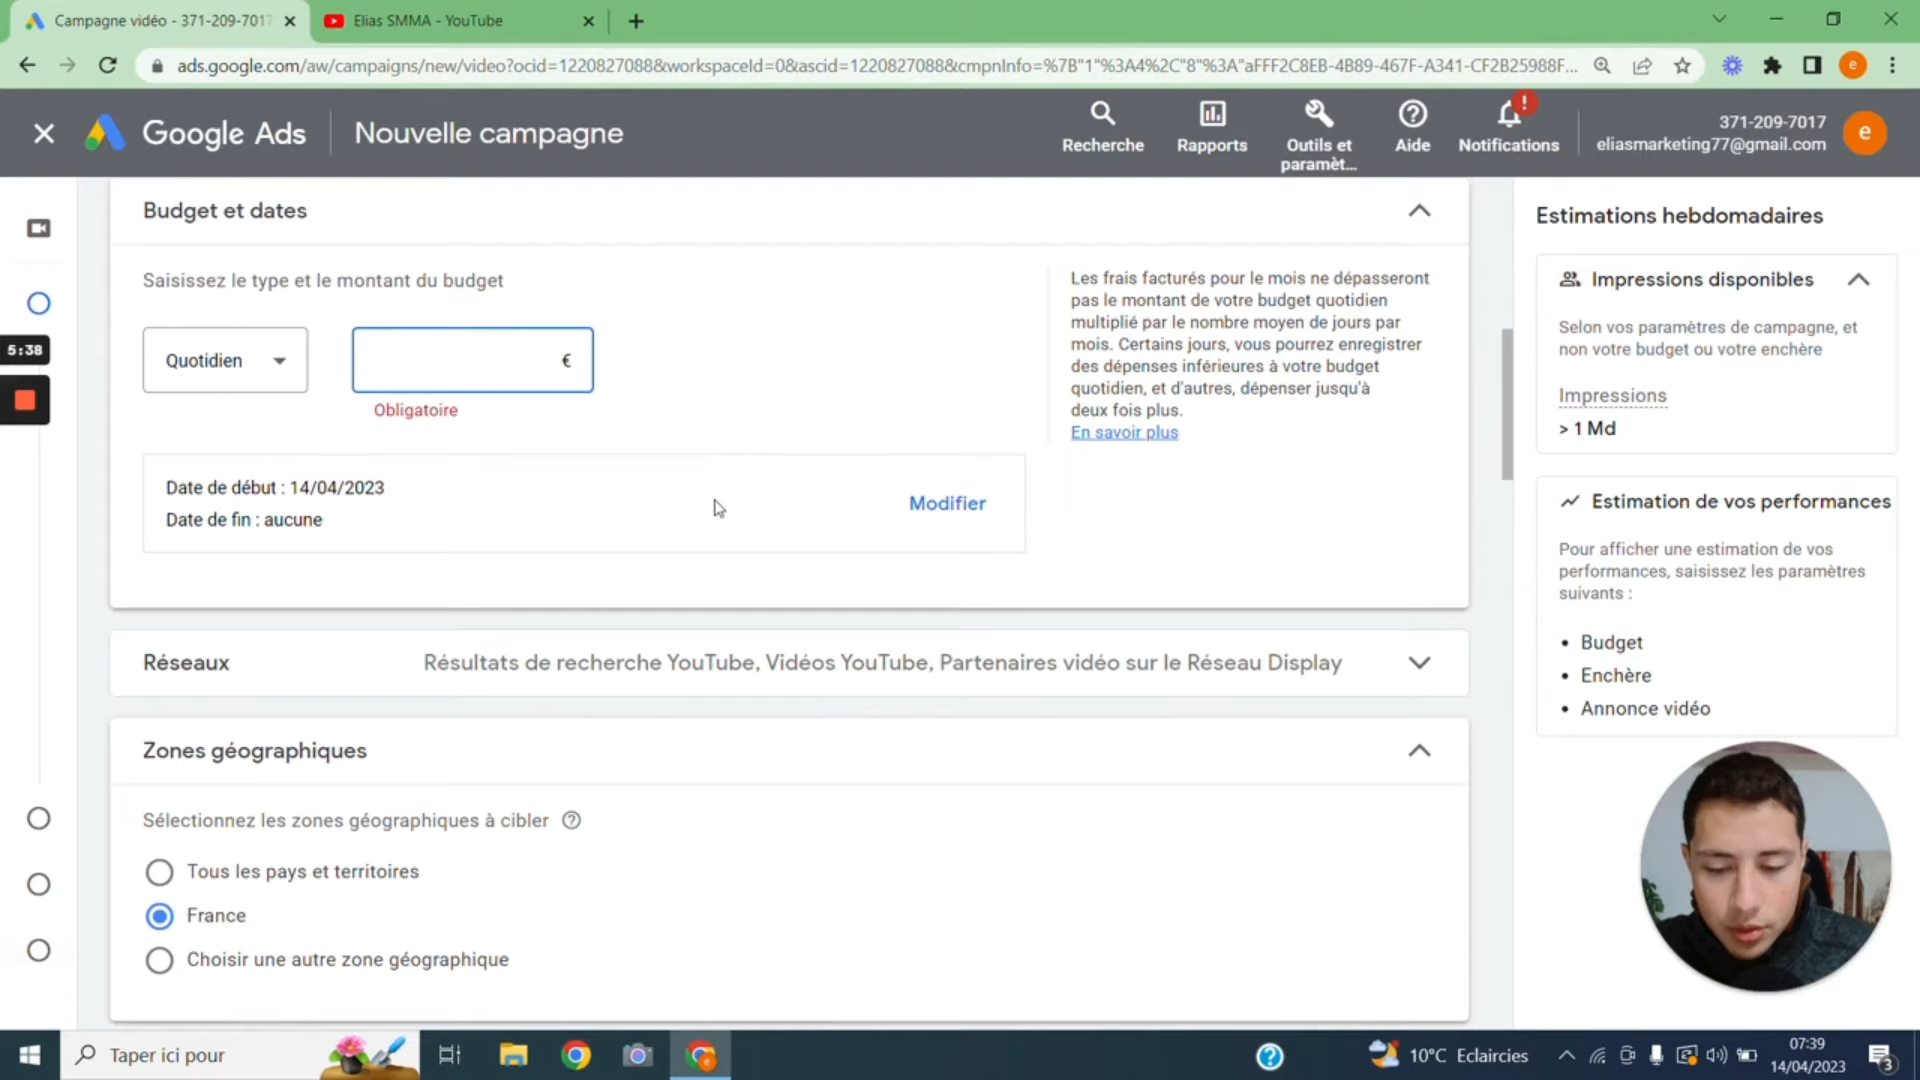 Campagne vidéo - 371-209-7017
Elias SMMA - YouTube
ads.google.com/aw/campaigns/new/video?ocid=1220827088&workspaceId=0&ascid=1220827088&cmpnInfo=%7B"1"%3A4%2C"8"%3A"aFFF2C8EB-4B89-467F-A341-CF2B25988F...
e
Google Ads
Nouvelle campagne
Recherche
Rapports
Outils et
paramèt...
Aide
!
Notifications
371-209-7017
eliasmarketing77@gmail.com
e
5:38
Budget et dates
Saisissez le type et le montant du budget
Quotidien
€
Obligatoire
Les frais facturés pour le mois ne dépasseront
pas le montant de votre budget quotidien
multiplié par le nombre moyen de jours par
mois. Certains jours, vous pourrez enregistrer
des dépenses inférieures à votre budget
quotidien, et d'autres, dépenser jusqu'à
deux fois plus.
En savoir plus
Date de début : 14/04/2023
Date de fin : aucune
Modifier
Réseaux
Résultats de recherche YouTube, Vidéos YouTube, Partenaires vidéo sur le Réseau Display
Zones géographiques
Sélectionnez les zones géographiques à cibler
Tous les pays et territoires
France
Choisir une autre zone géographique
Estimations hebdomadaires
Impressions disponibles
Selon vos paramètres de campagne, et
non votre budget ou votre enchère
Impressions
> 1 Md
Estimation de vos performances
Pour afficher une estimation de vos
performances, saisissez les paramètres
suivants :
• Budget
• Enchère
• Annonce vidéo
Taper ici pour
10°C Eclaircies
07:39
14/04/2023
3